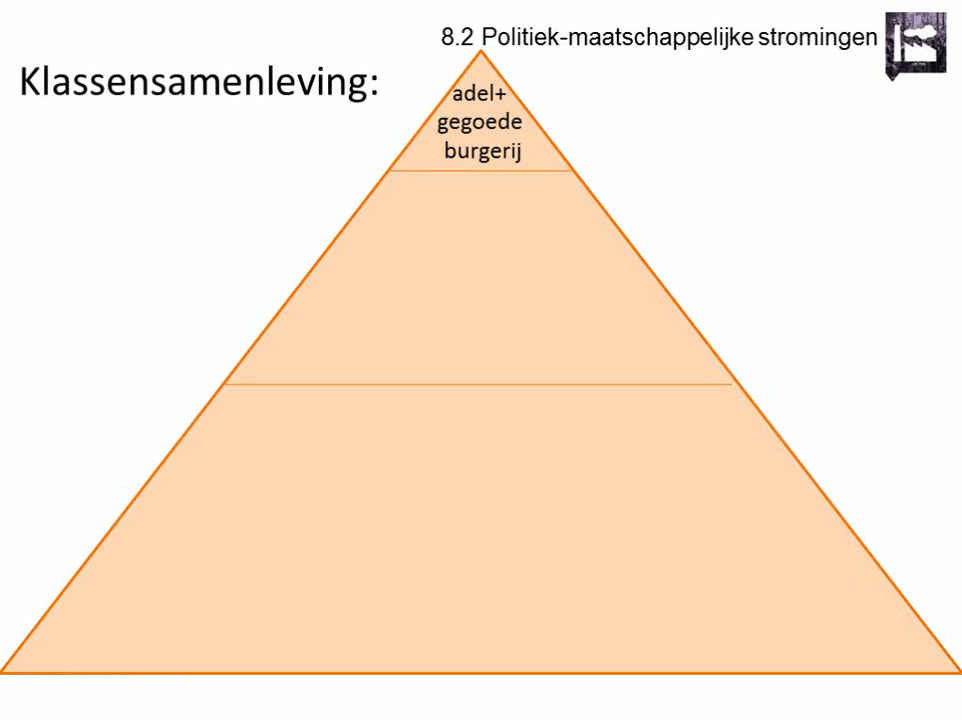 8.2 Politiek-maatschappelijke stromingen
Klassensamenleving:
adel+
gegoede
burgerij